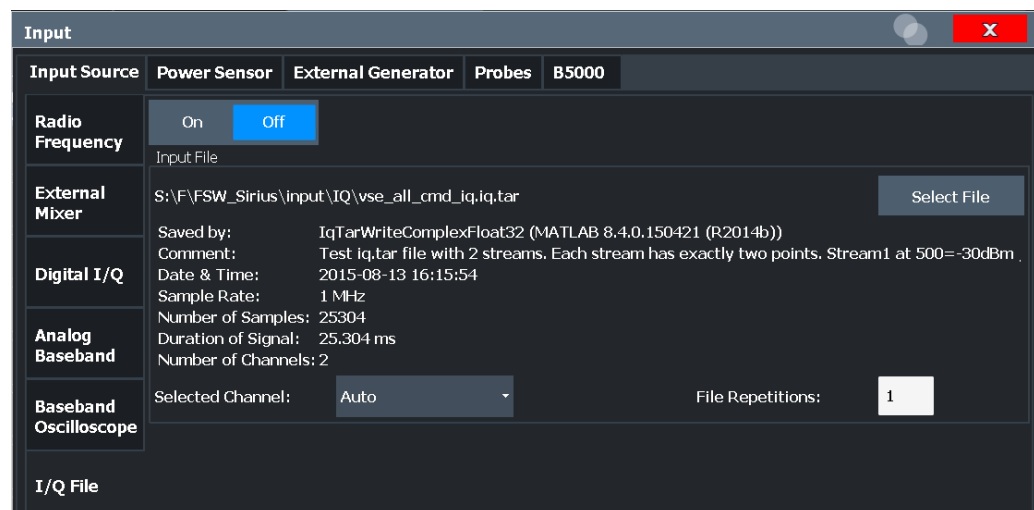 Input
X
Input Source Power Sensor External Generator Probes B5000
Radio
Frequency
On Off
Input File
External
Mixer
S:\F\FSW_Sirius\input\IQ\vse_all_cmd_iq.iq.tar
Select File
Saved by: IqTarWriteComplexFloat32 (MATLAB 8.4.0.150421 (R2014b))
Comment: Test iq.tar file with 2 streams. Each stream has exactly two points. Stream1 at 500=-30dBm ,
Digital I/Q
Date & Time: 2015-08-13 16:15:54
Sample Rate: 1 MHz
Number of Samples: 25304
Analog
Baseband
Duration of Signal: 25.304 ms
Number of Channels: 2
Baseband
Oscilloscope
Selected Channel: Auto
File Repetitions: 1
I/Q File